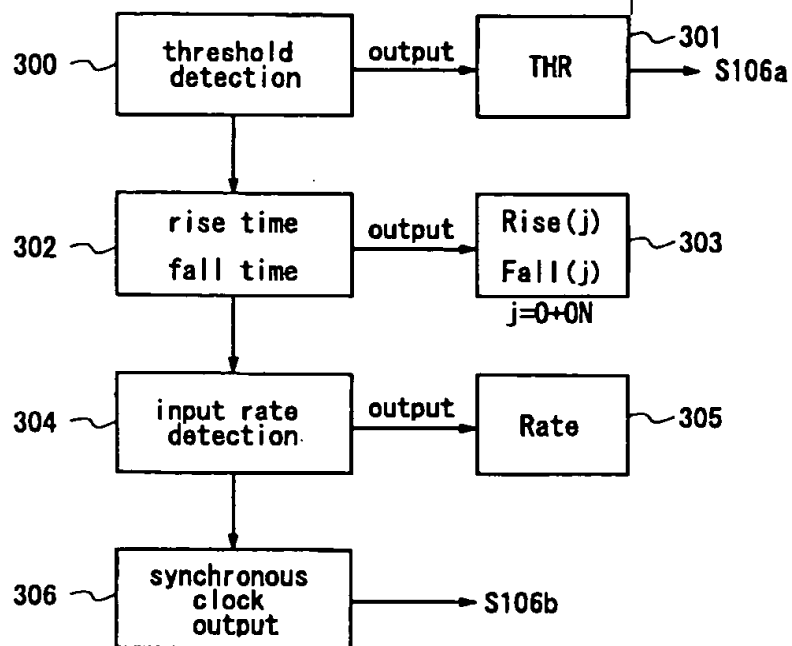 300
threshold
detection
output
THR
301
S106a
302
rise time
fall time
output
Rise(j)
Fall(j)
303
j=0+0N
304
input rate
detection
output
Rate
305
306
synchronous
clock
output
S106b